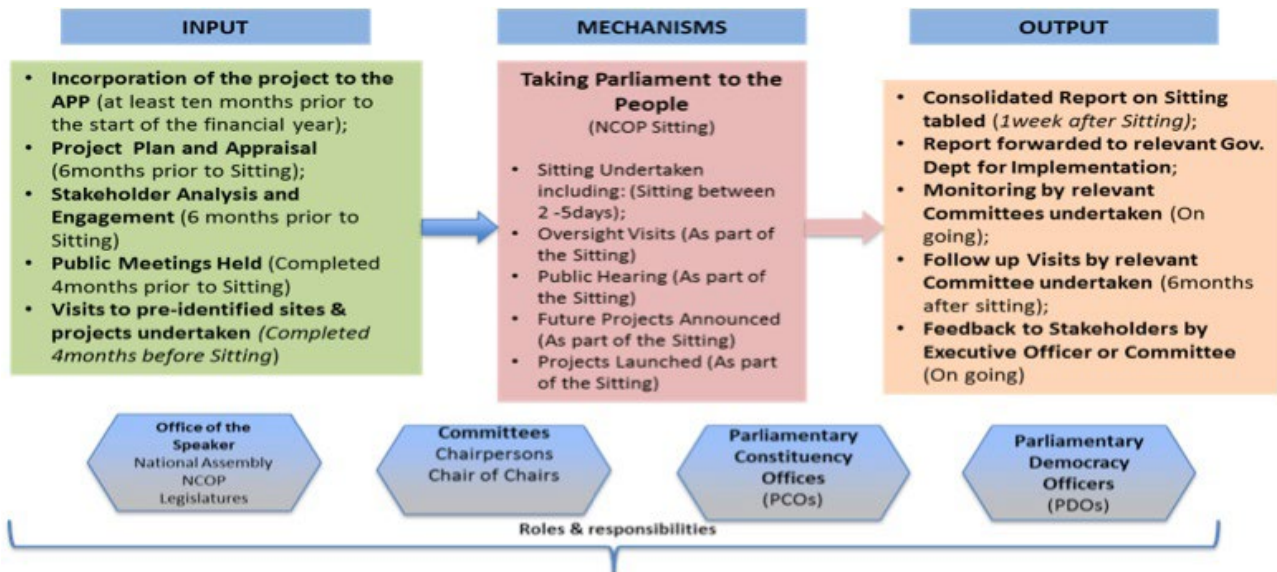 INPUT
• Incorporation of the project to the
APP (at least ten months prior to
the start of the financial year);
• Project Plan and Appraisal
(6months prior to Sitting);
• Stakeholder Analysis and
Engagement (6 months prior to
Sitting)
• Public Meetings Held (Completed
4months prior to Sitting)
• Visits to pre-identified sites &
projects undertaken (Completed
4months before Sitting)
MECHANISMS
Taking Parliament to the
People
(NCOP Sitting)
• Sitting Undertaken
including: (Sitting between
2 -5days);
• Oversight Visits (As part of
the Sitting)
• Public Hearing (As part of
the Sitting)
• Future Projects Announced
(As part of the Sitting)
• Projects Launched (As part
of the Sitting)
OUTPUT
• Consolidated Report on Sitting
tabled (1week after Sitting);
• Report forwarded to relevant Gov.
Dept for Implementation;
• Monitoring by relevant
Committees undertaken (On
going);
• Follow up Visits by relevant
Committee undertaken (6months
after sitting);
• Feedback to Stakeholders by
Executive Officer or Committee
(On going)
Office of the
Speaker
National Assembly
NCOP
Legislatures
Committees
Chairpersons
Chair of Chairs
Parliamentary
Constituency
Offices
(PCOs)
Parliamentary
Democracy
Officers
(PDOs)
Roles & responsibilities